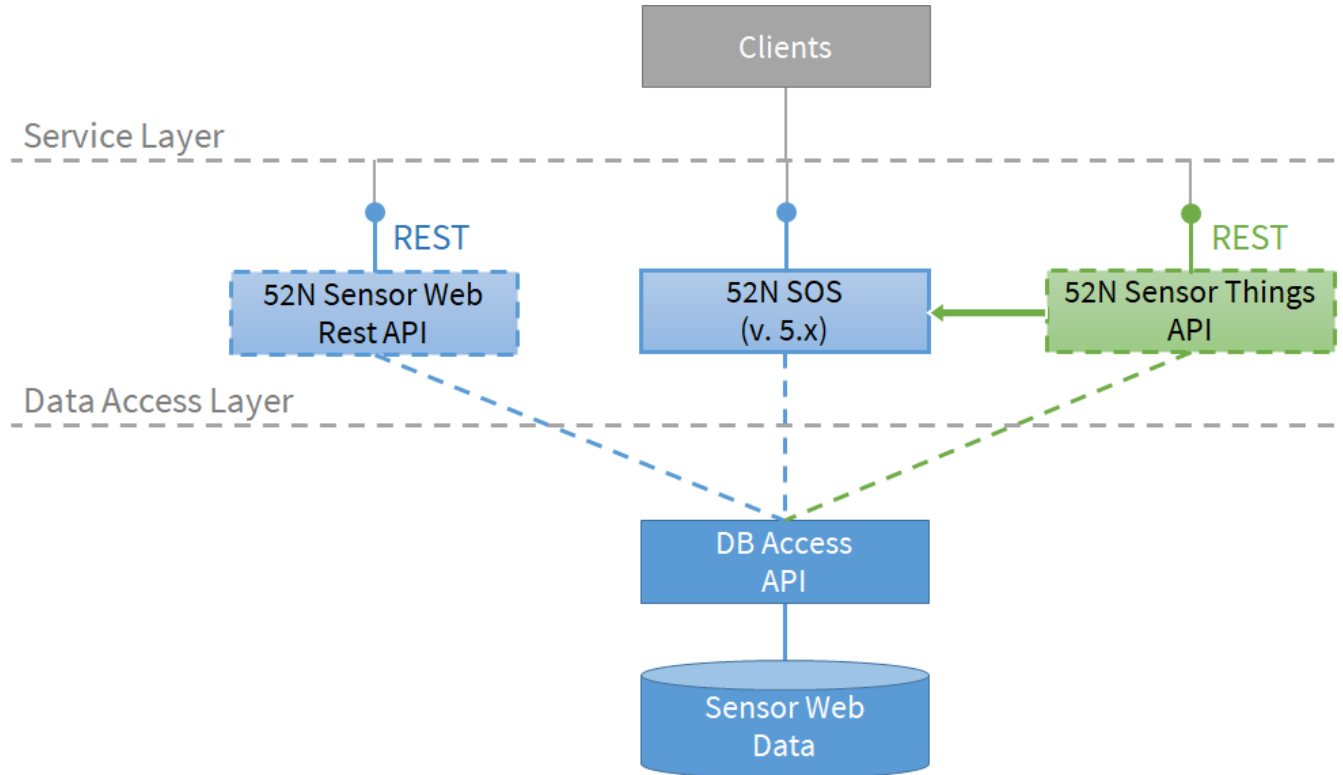 Clients
Service Layer
REST
REST
52N Sensor Web
Rest API
52N SOS
(v. 5.x)
52N Sensor Things
API
Data Access Layer
DB Access
API
Sensor Web
Data